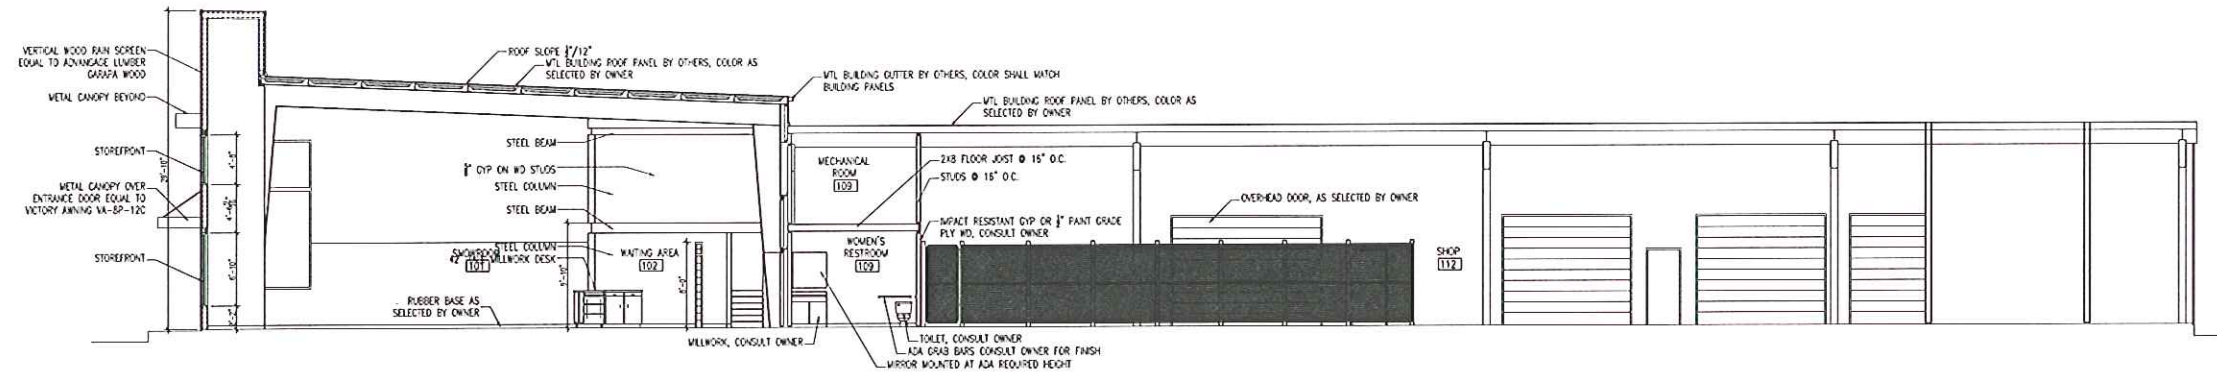 VERTICAL WOOD RAIN SCREEN
EQUAL TO ADVANGAGE LUMBER
GARAPA WOOD
METAL CANOPY BEYOND
STOREFRONT
METAL CANOPY OVER
ENTRANCE DOOR EQUAL TO
VICTORY AWNING VA-8P-12C
STOREFRONT
29'-10"
4'-8"
6'-10"
ROOF SLOPE
MTL BUILDING ROOF PANEL BY OTHERS, COLOR AS
SELECTED BY OWNER
MTL BUILDING GUTTER BY OTHERS, COLOR SHALL MATCH
BUILDING PANELS
MTL BUILDING ROOF PANEL BY OTHERS, COLOR AS
SELECTED BY OWNER
STEEL BEAM
GYP ON WD STUDS
STEEL COLUMN
STEEL BEAM
STEEL COLUMN
SHOWROOM
101
MILLWORK DESK
WAITING AREA
102
RUBBER BASE AS
SELECTED BY OWNER
MECHANICAL
ROOM
109
WOMEN'S
RESTROOM
109
2X8 FLOOR JOIST @ 16" O.C.
STUDS @ 16" O.C.
IMPACT RESISTANT GYP OR PAINT GRADE
PLY WD, CONSULT OWNER
OVERHEAD DOOR, AS SELECTED BY OWNER
SHOP
112
MILLWORK, CONSULT OWNER
TOILET, CONSULT OWNER
ADA GRAB BARS CONSULT OWNER FOR FINISH
MIRROR MOUNTED AT ADA REQUIRED HEIGHT